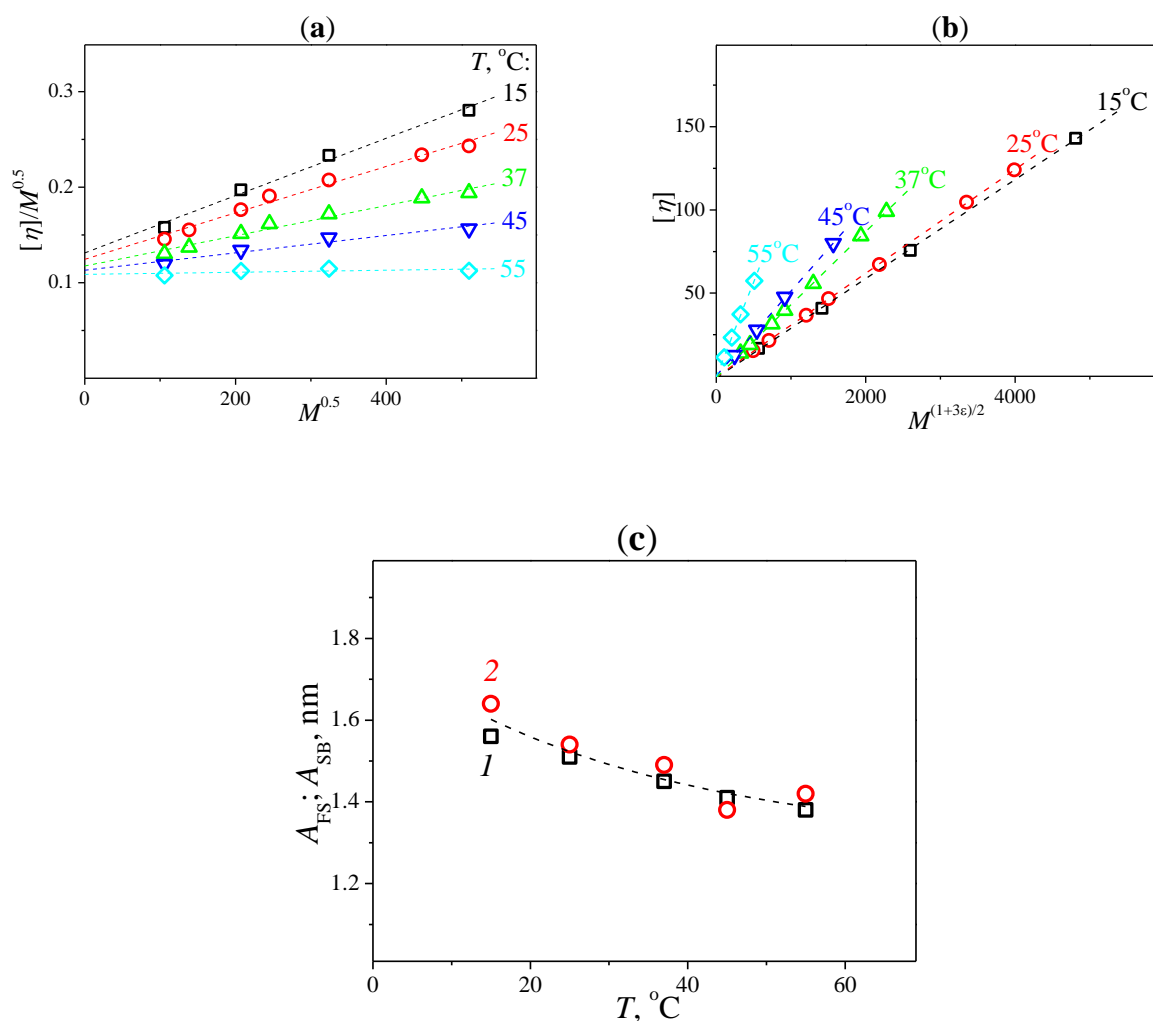 (a)
T, °C:
15
25
37
45
55
0.3
0.2
0.1
[η]/M^0.5
0
200
400
M^0.5
(b)
15°C
25°C
37°C
45°C
55°C
150
100
50
[η]
0
2000
4000
M^(1+3ε)/2
(c)
2
1
1.8
1.6
1.4
1.2
A_FS; A_SB, nm
0
20
40
60
T, °C